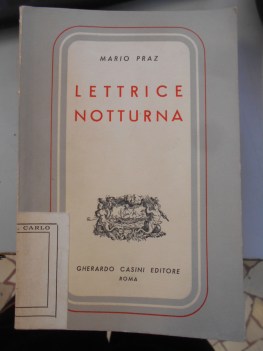 MARIO PRAZ
LETTRICE
NOTTURNA
CARLO
GHERARDO CASINI EDITORE
ROMA